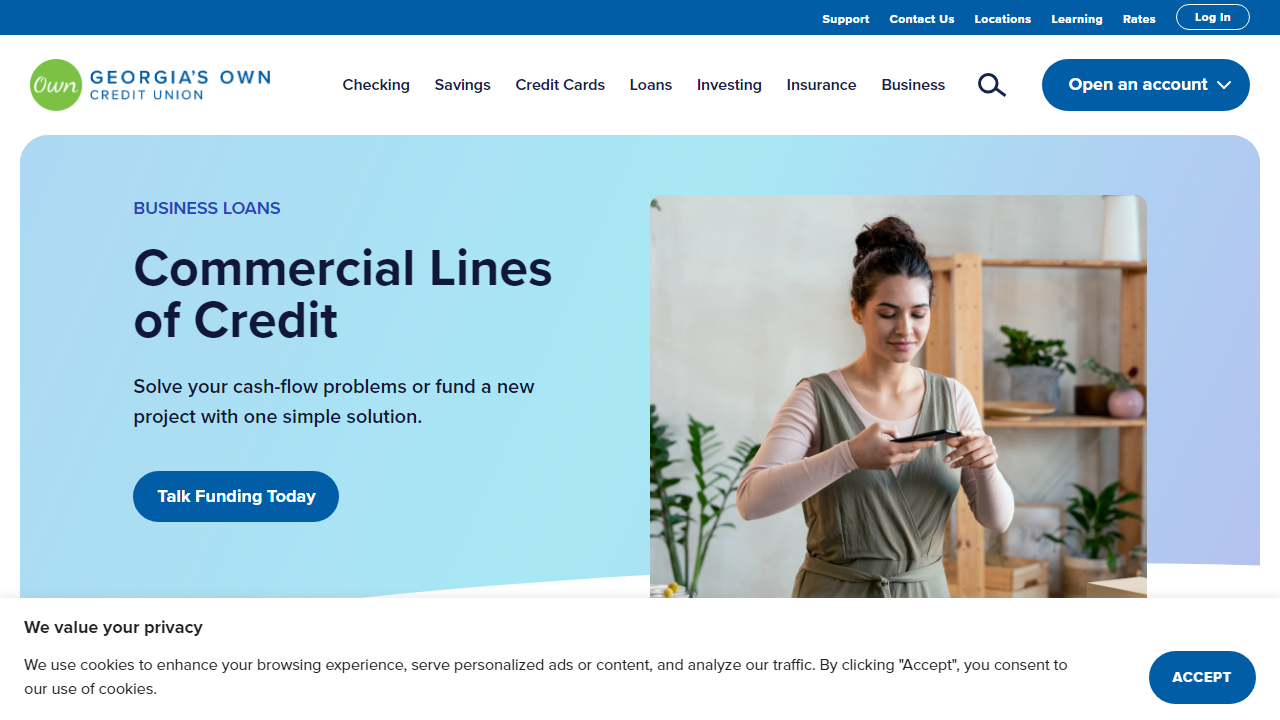 Support Contact Us Locations Learning Rates Log In
Own GEORGIA'S OWN
CREDIT UNION
Checking Savings Credit Cards Loans Investing Insurance Business
Open an account
BUSINESS LOANS
Commercial Lines
of Credit
Solve your cash-flow problems or fund a new
project with one simple solution.
Talk Funding Today
We value your privacy
We use cookies to enhance your browsing experience, serve personalized ads or content, and analyze our traffic. By clicking "Accept", you consent to
our use of cookies.
ACCEPT